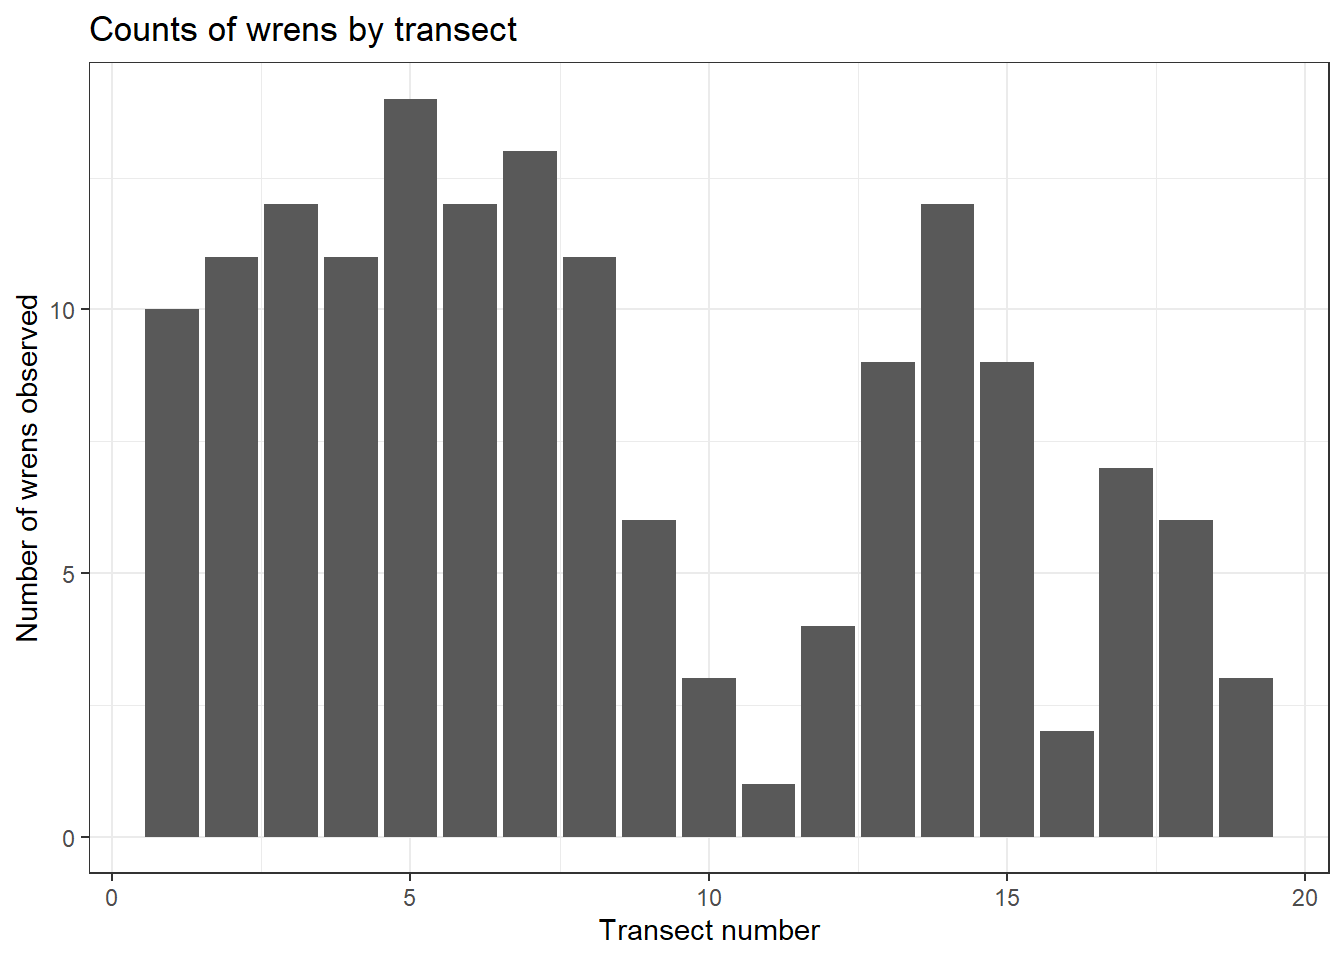 Counts of wrens by transect
Number of wrens observed
10
5
0
0 5 10 15 20
Transect number